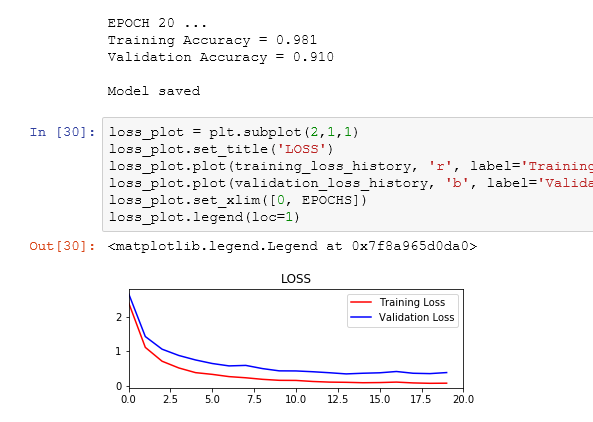 EPOCH 20 ...
Training Accuracy = 0.981
Validation Accuracy = 0.910
Model saved
In [30]:
loss_plot = plt.subplot(2,1,1)
loss_plot.set_title('LOSS')
loss_plot.plot(training_loss_history, 'r', label='Training
loss_plot.plot(validation_loss_history, 'b', label='Valida
loss_plot.set_xlim([0, EPOCHS])
loss_plot.legend(loc=1)
Out[30]: <matplotlib.legend.Legend at 0x7f8a965d0da0>
LOSS
Training Loss
Validation Loss
2
1
0
0.0 2.5 5.0 7.5 10.0 12.5 15.0 17.5 20.0